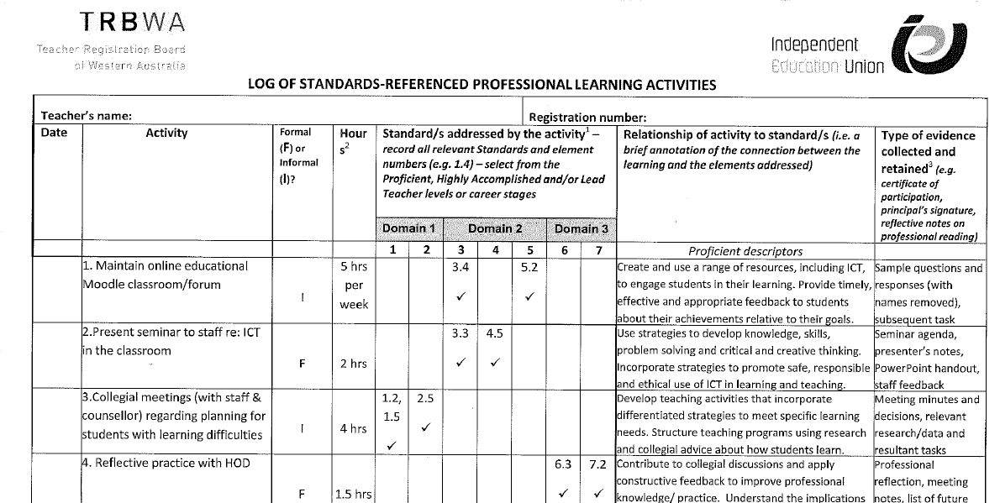 TRBWA
Teacher Registration Board
of Western Australia
Independent
Education Union
LOG OF STANDARDS-REFERENCED PROFESSIONAL LEARNING ACTIVITIES
Teacher's name:
Registration number:
Date
Activity
Formal
(F) or
Informal
(I)?
Hour
s²
Standard/s addressed by the activity¹ –
record all relevant Standards and element
numbers (e.g. 1.4) – select from the
Proficient, Highly Accomplished and/or Lead
Teacher levels or career stages
Relationship of activity to standard/s (i.e. a
brief annotation of the connection between the
learning and the elements addressed)
Type of evidence
collected and
retained³ (e.g.
certificate of
participation,
principal's signature,
reflective notes on
professional reading)
Domain 1 Domain 2 Domain 3
1 2 3 4 5 6 7 Proficient descriptors
1. Maintain online educational
Moodle classroom/forum
I
5 hrs
per
week
3.4 5.2
✓ ✓
Create and use a range of resources, including ICT,
to engage students in their learning. Provide timely,
effective and appropriate feedback to students
about their achievements relative to their goals.
Sample questions and
responses (with
names removed),
subsequent task
2.Present seminar to staff re: ICT
in the classroom
F
2 hrs
3.3 4.5
✓ ✓
Use strategies to develop knowledge, skills,
problem solving and critical and creative thinking.
Incorporate strategies to promote safe, responsible
and ethical use of ICT in learning and teaching.
Seminar agenda,
presenter's notes,
PowerPoint handout,
staff feedback
3.Collegial meetings (with staff &
counsellor) regarding planning for
students with learning difficulties
I
4 hrs
1.2,
1.5
✓
2.5
✓
Develop teaching activities that incorporate
differentiated strategies to meet specific learning
needs. Structure teaching programs using research
and collegial advice about how students learn.
Meeting minutes and
decisions, relevant
research/data and
resultant tasks
4. Reflective practice with HOD
F
1.5 hrs
6.3 7.2
✓ ✓
Contribute to collegial discussions and apply
constructive feedback to improve professional
knowledge/ practice. Understand the implications
Professional
reflection, meeting
notes, list of future